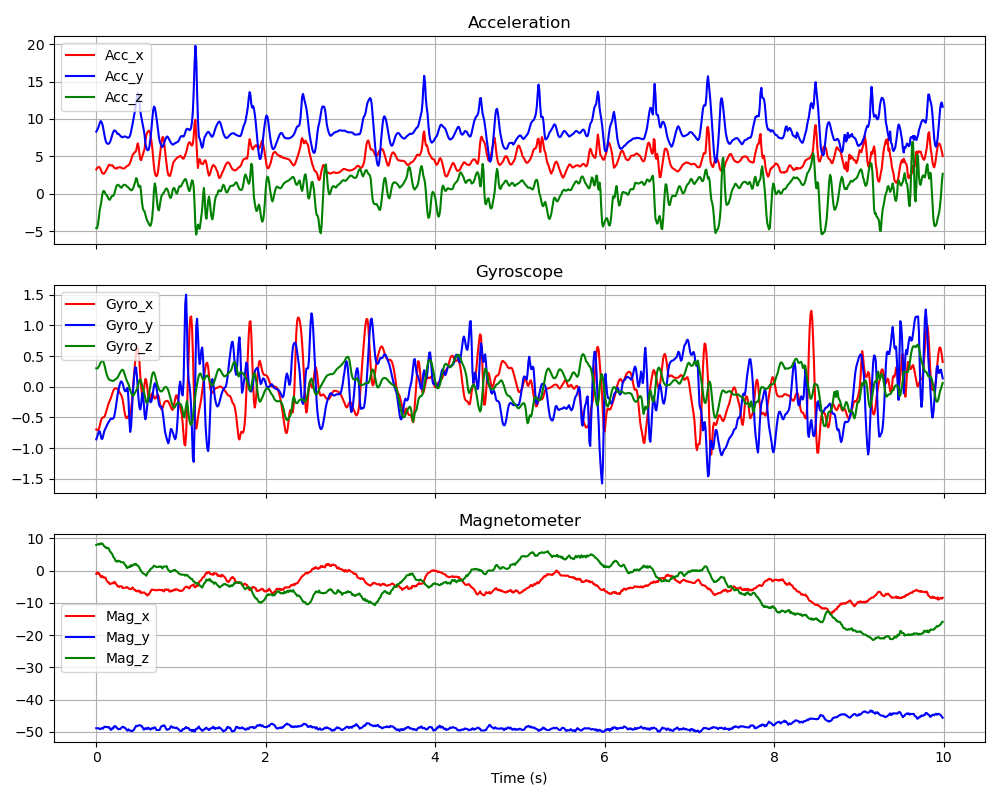 Acceleration
20
15
10
5
0
−5
Acc_x
Acc_y
Acc_z
Gyroscope
1.5
1.0
0.5
0.0
−0.5
−1.0
−1.5
Gyro_x
Gyro_y
Gyro_z
Magnetometer
10
0
−10
−20
−30
−40
−50
Mag_x
Mag_y
Mag_z
0 2 4 6 8 10
Time (s)